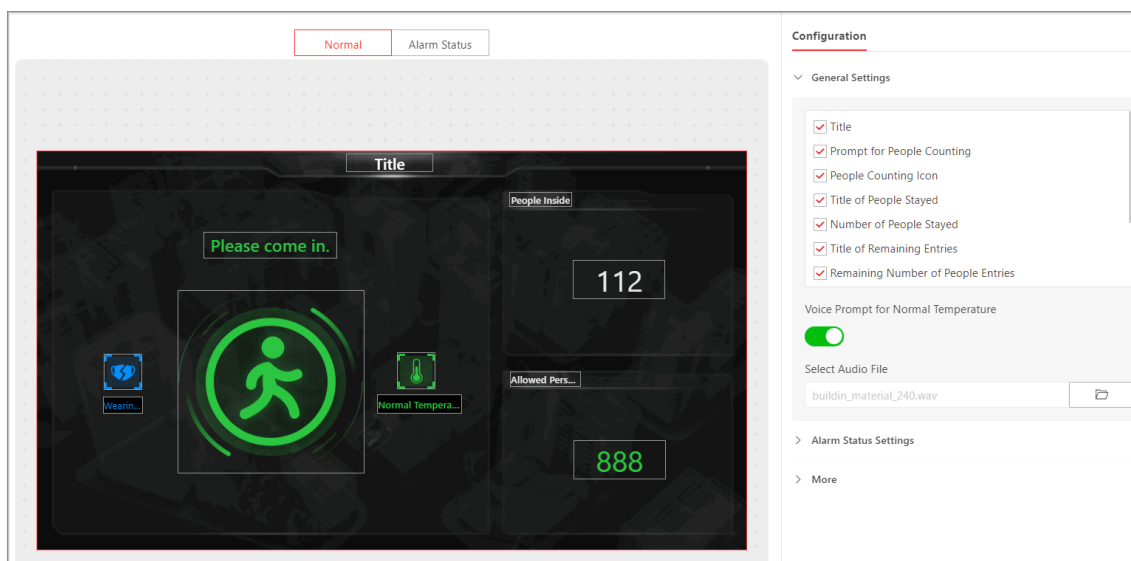 Normal
Alarm Status
Title
Please come in.
Wearin...
Normal Tempera...
People Inside
112
Allowed Pers...
888
Configuration
General Settings
Title
Prompt for People Counting
People Counting Icon
Title of People Stayed
Number of People Stayed
Title of Remaining Entries
Remaining Number of People Entries
Voice Prompt for Normal Temperature
Select Audio File
buildin_material_240.wav
Alarm Status Settings
More